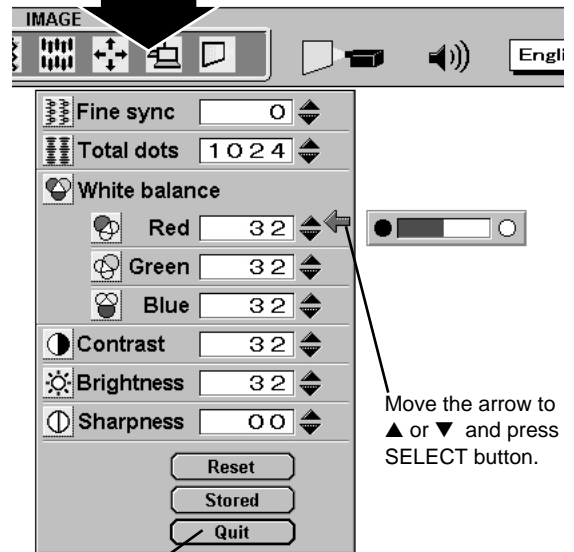 IMAGE
Engli
Fine sync 0
Total dots 1024
White balance
Red 32
Green 32
Blue 32
Contrast 32
Brightness 32
Sharpness 00
Move the arrow to
▲ or ▼ and press
SELECT button.
Reset
Stored
Quit